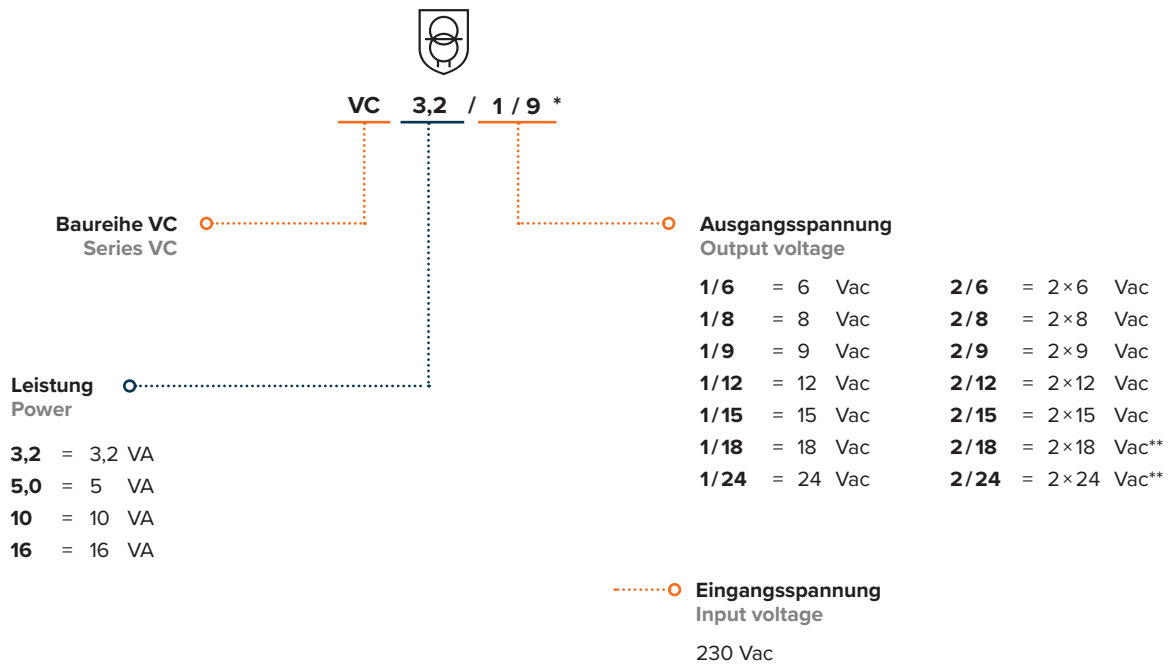 VC 3,2 / 1 / 9 *
Baureihe VC
Series VC
Ausgangsspannung
Output voltage
1/6 = 6 Vac 2/6 = 2×6 Vac
1/8 = 8 Vac 2/8 = 2×8 Vac
1/9 = 9 Vac 2/9 = 2×9 Vac
1/12 = 12 Vac 2/12 = 2×12 Vac
1/15 = 15 Vac 2/15 = 2×15 Vac
1/18 = 18 Vac 2/18 = 2×18 Vac**
1/24 = 24 Vac 2/24 = 2×24 Vac**
Leistung
Power
3,2 = 3,2 VA
5,0 = 5 VA
10 = 10 VA
16 = 16 VA
Eingangsspannung
Input voltage
230 Vac